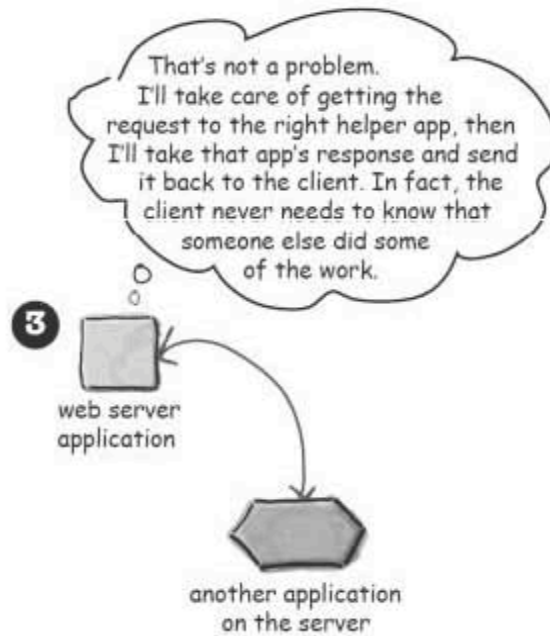 That's not a problem.
I'll take care of getting the
request to the right helper app, then
I'll take that app's response and send
it back to the client. In fact, the
client never needs to know that
someone else did some
of the work.
3
web server
application
another application
on the server